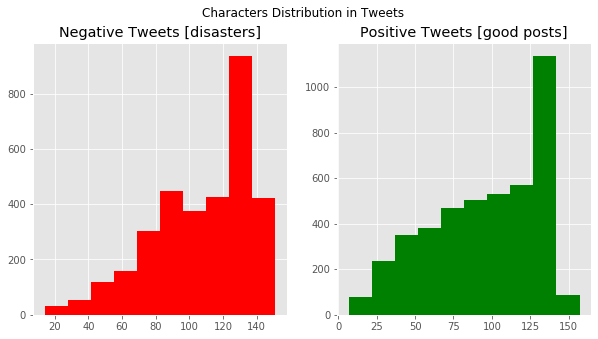 Characters Distribution in Tweets
Negative Tweets [disasters]
Positive Tweets [good posts]
800
600
400
200
0
20 40 60 80 100 120 140
1000
800
600
400
200
0
0 25 50 75 100 125 150